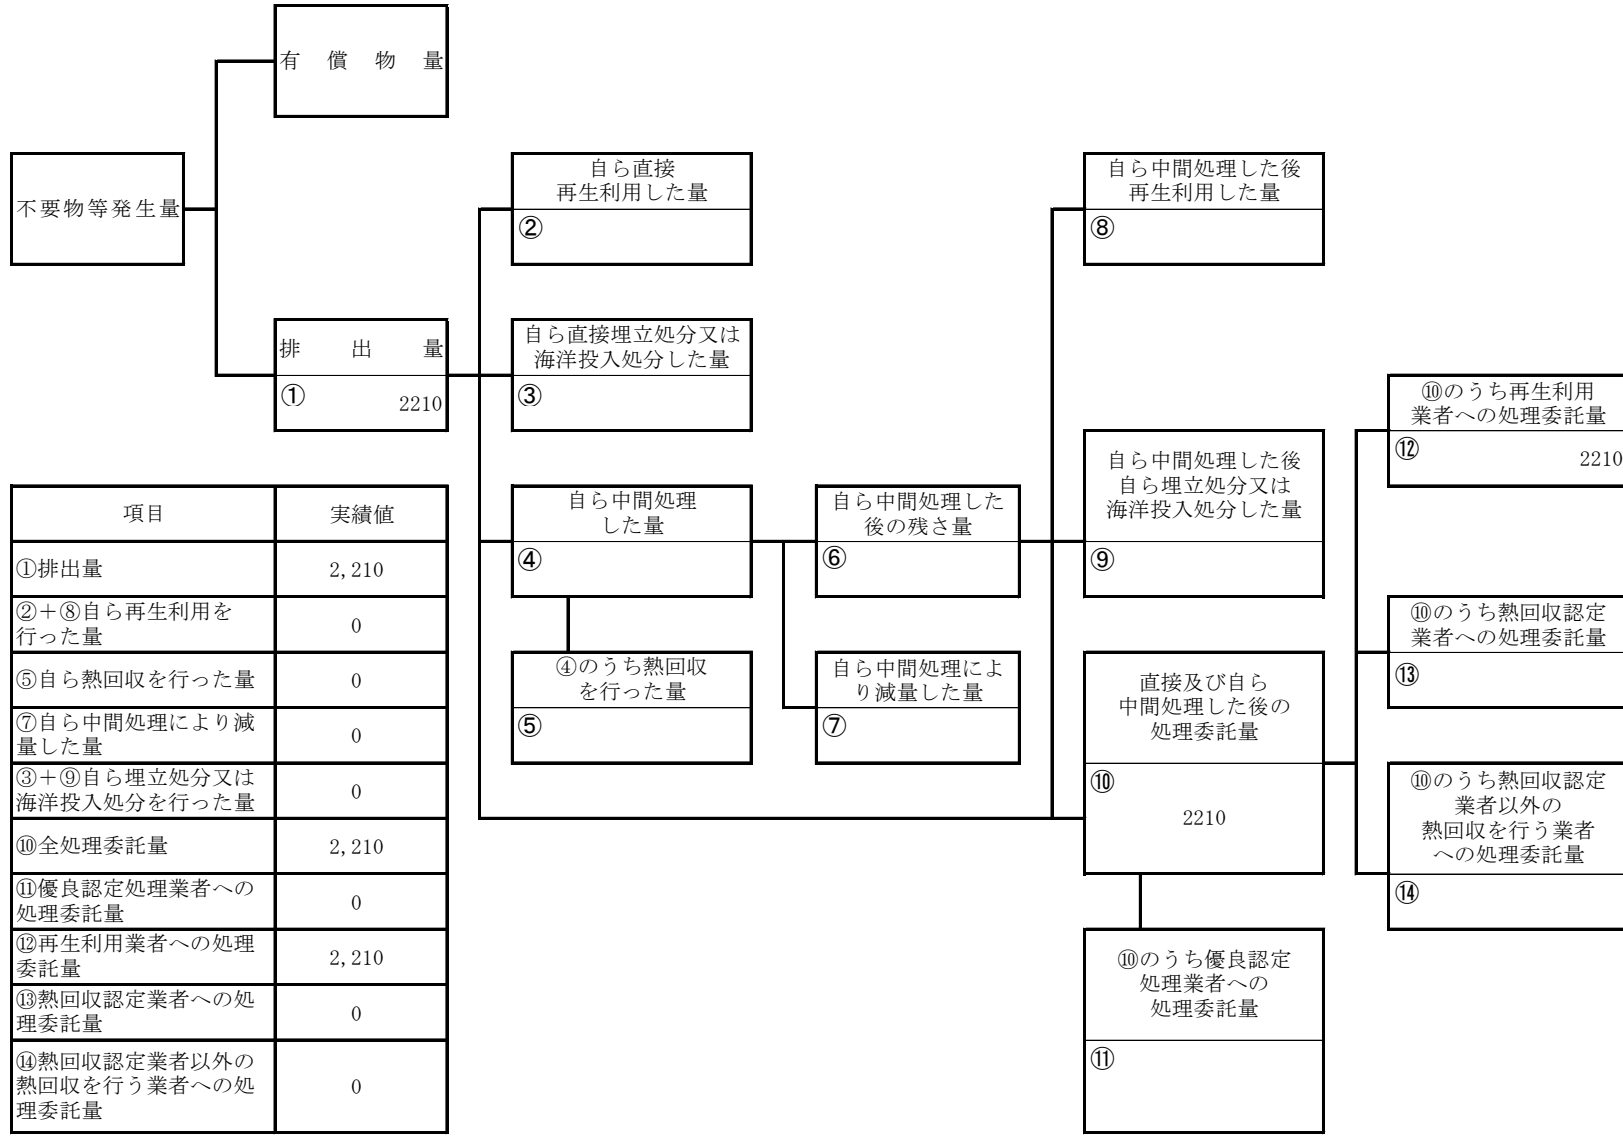 有償物量
不要物等発生量
排出量
①
2210
自ら直接
再生利用した量
②
自ら直接埋立処分又は
海洋投入処分した量
③
自ら中間処理
した量
④
④のうち熱回収
を行った量
⑤
自ら中間処理した
後の残さ量
⑥
自ら中間処理によ
り減量した量
⑦
自ら中間処理した後
再生利用した量
⑧
自ら中間処理した後
自ら埋立処分又は
海洋投入処分した量
⑨
直接及び自ら
中間処理した後の
処理委託量
⑩
2210
⑩のうち優良認定
処理業者への
処理委託量
⑪
⑩のうち再生利用
業者への処理委託量
⑫
2210
⑩のうち熱回収認定
業者への処理委託量
⑬
⑩のうち熱回収認定
業者以外の
熱回収を行う業者
への処理委託量
⑭
項目 実績値
①排出量 2,210
②＋⑧自ら再生利用を
行った量 0
⑤自ら熱回収を行った量 0
⑦自ら中間処理により減
量した量 0
③＋⑨自ら埋立処分又は
海洋投入処分を行った量 0
⑩全処理委託量 2,210
⑪優良認定処理業者への
処理委託量 0
⑫再生利用業者への処理
委託量 2,210
⑬熱回収認定業者への処
理委託量 0
⑭熱回収認定業者以外の
熱回収を行う業者への処
理委託量 0